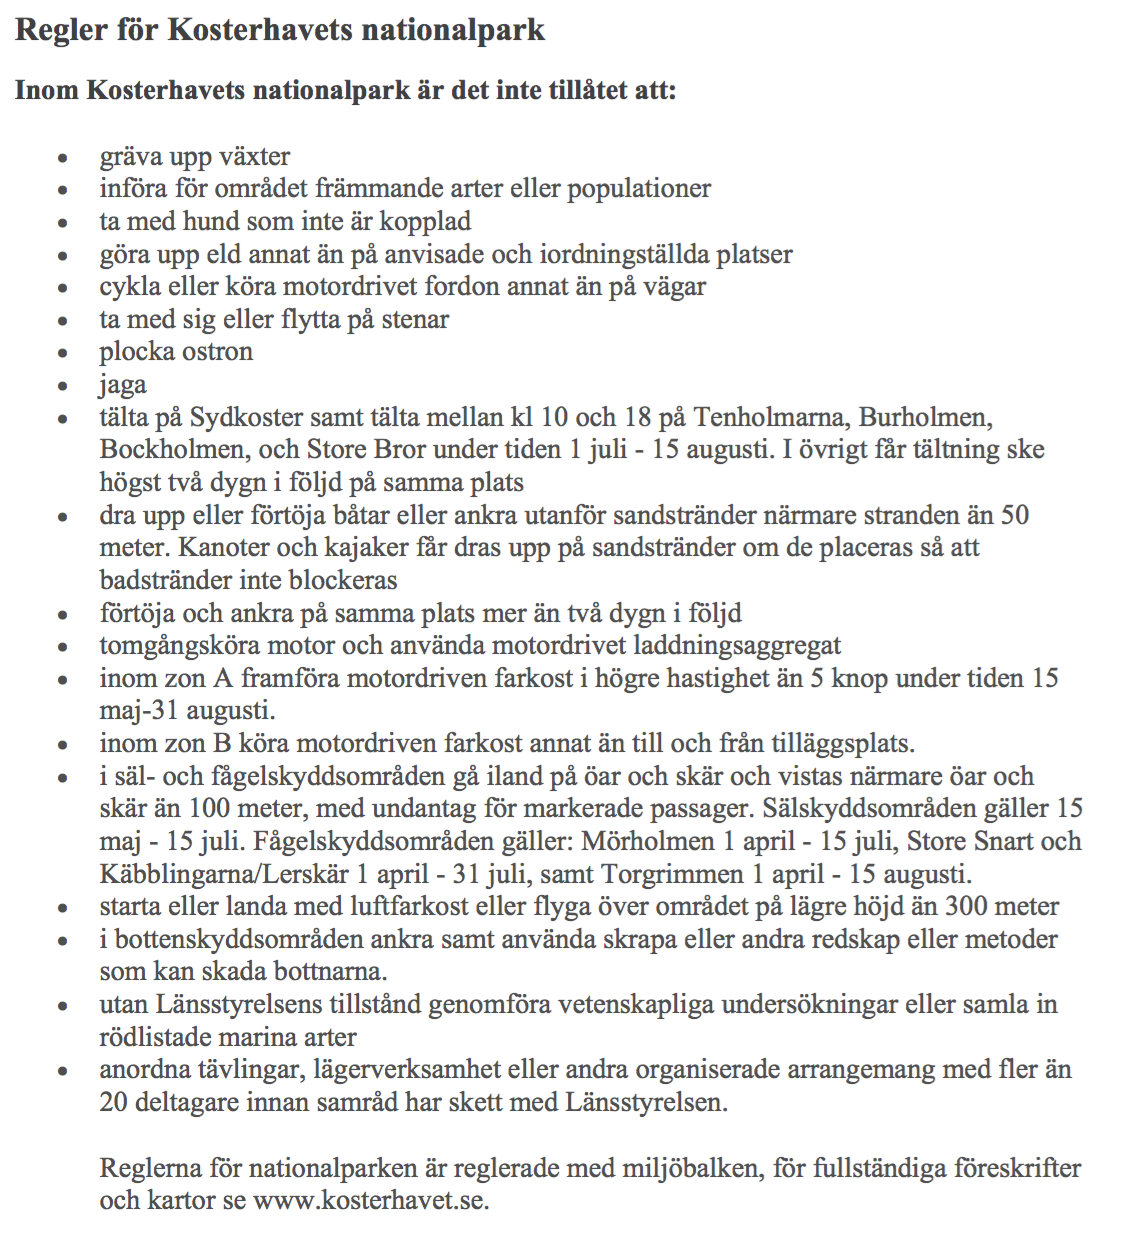 Regler för Kosterhavets nationalpark
Inom Kosterhavets nationalpark är det inte tillåtet att:
• gräva upp växter
• införa för området främmande arter eller populationer
• ta med hund som inte är kopplad
• göra upp eld annat än på anvisade och iordningställda platser
• cykla eller köra motordrivet fordon annat än på vägar
• ta med sig eller flytta på stenar
• plocka ostron
• jaga
• tälta på Sydkoster samt tälta mellan kl 10 och 18 på Tenholmarna, Burholmen,
Bockholmen, och Store Bror under tiden 1 juli - 15 augusti. I övrigt får tältning ske
högst två dygn i följd på samma plats
• dra upp eller förtöja båtar eller ankra utanför sandstränder närmare stranden än 50
meter. Kanoter och kajaker får dras upp på sandstränder om de placeras så att
badstränder inte blockeras
• förtöja och ankra på samma plats mer än två dygn i följd
• tomgångsköra motor och använda motordrivet laddningsaggregat
• inom zon A framföra motordriven farkost i högre hastighet än 5 knop under tiden 15
maj-31 augusti.
• inom zon B köra motordriven farkost annat än till och från tilläggsplats.
• i säl- och fågelskyddsområden gå iland på öar och skär och vistas närmare öar och
skär än 100 meter, med undantag för markerade passager. Sälskyddsområden gäller 15
maj - 15 juli. Fågelskyddsområden gäller: Mörholmen 1 april - 15 juli, Store Snart och
Käbblingarna/Lerskär 1 april - 31 juli, samt Torgrimmen 1 april - 15 augusti.
• starta eller landa med luftfarkost eller flyga över området på lägre höjd än 300 meter
• i bottenskyddsområden ankra samt använda skrapa eller andra redskap eller metoder
som kan skada bottnarna.
• utan Länsstyrelsens tillstånd genomföra vetenskapliga undersökningar eller samla in
rödlistade marina arter
• anordna tävlingar, lägerverksamhet eller andra organiserade arrangemang med fler än
20 deltagare innan samråd har skett med Länsstyrelsen.
Reglerna för nationalparken är reglerade med miljöbalken, för fullständiga föreskrifter
och kartor se www.kosterhavet.se.